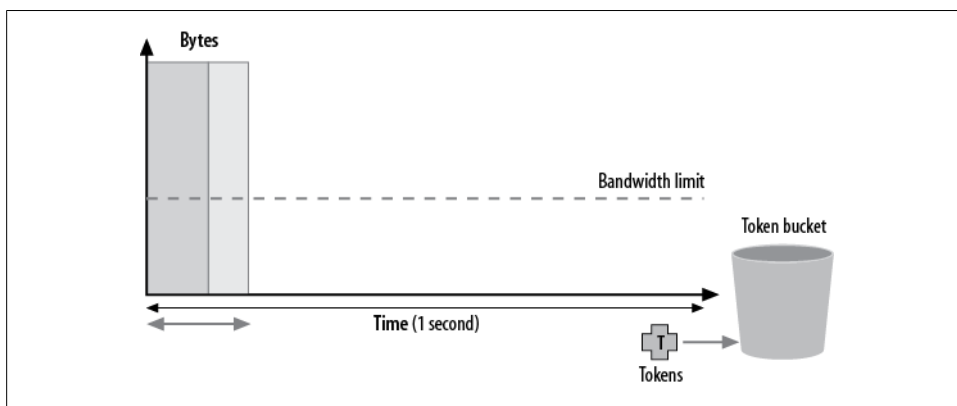 Bytes
Bandwidth limit
Token bucket
Time (1 second)
T
Tokens